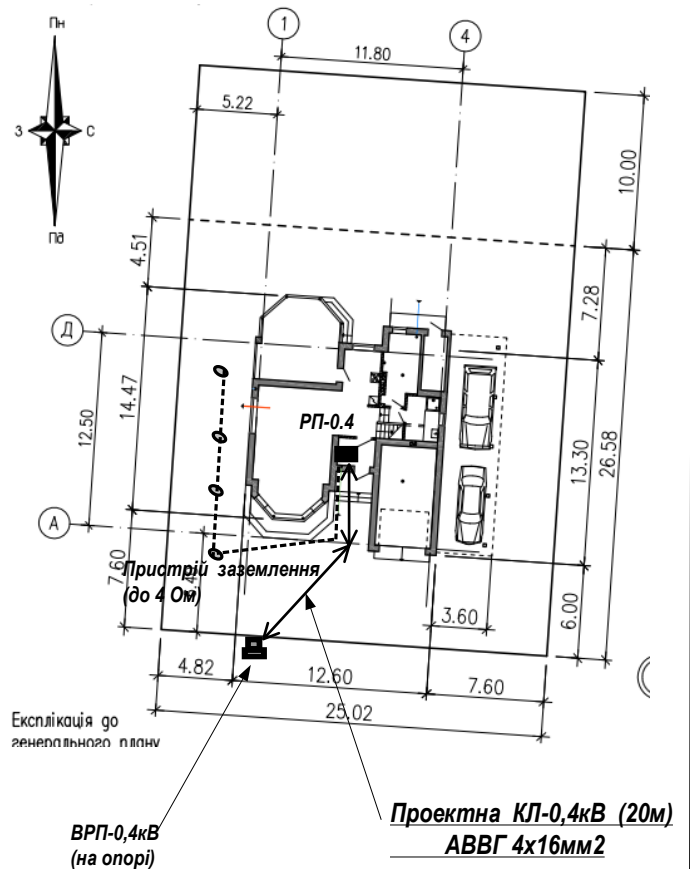 Пн
З
С
Пд
1
4
11.80
5.22
10.00
4.51
7.28
Д
14.47
12.50
РП-0.4
13.30
26.58
А
7.60
Пристрій заземлення
(до 4 Ом)
3.60
6.00
4.82
12.60
7.60
25.02
Експлікація до
генерального плану
Проектна КЛ-0,4кВ (20м)
АВВГ 4х16мм2
ВРП-0,4кВ
(на опорі)